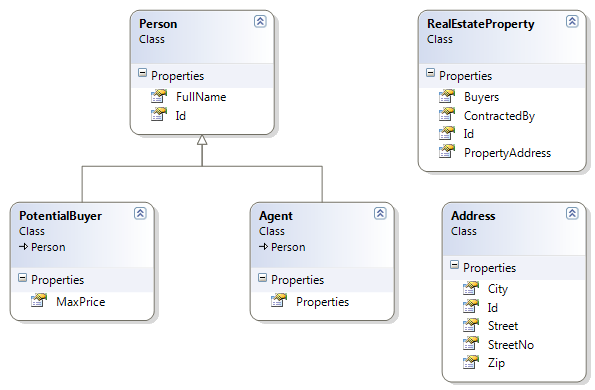 Person
Class
Properties
FullName
Id
RealEstateProperty
Class
Properties
Buyers
ContractedBy
Id
PropertyAddress
PotentialBuyer
Class
Person
Properties
MaxPrice
Agent
Class
Person
Properties
Properties
Address
Class
Properties
City
Id
Street
StreetNo
Zip